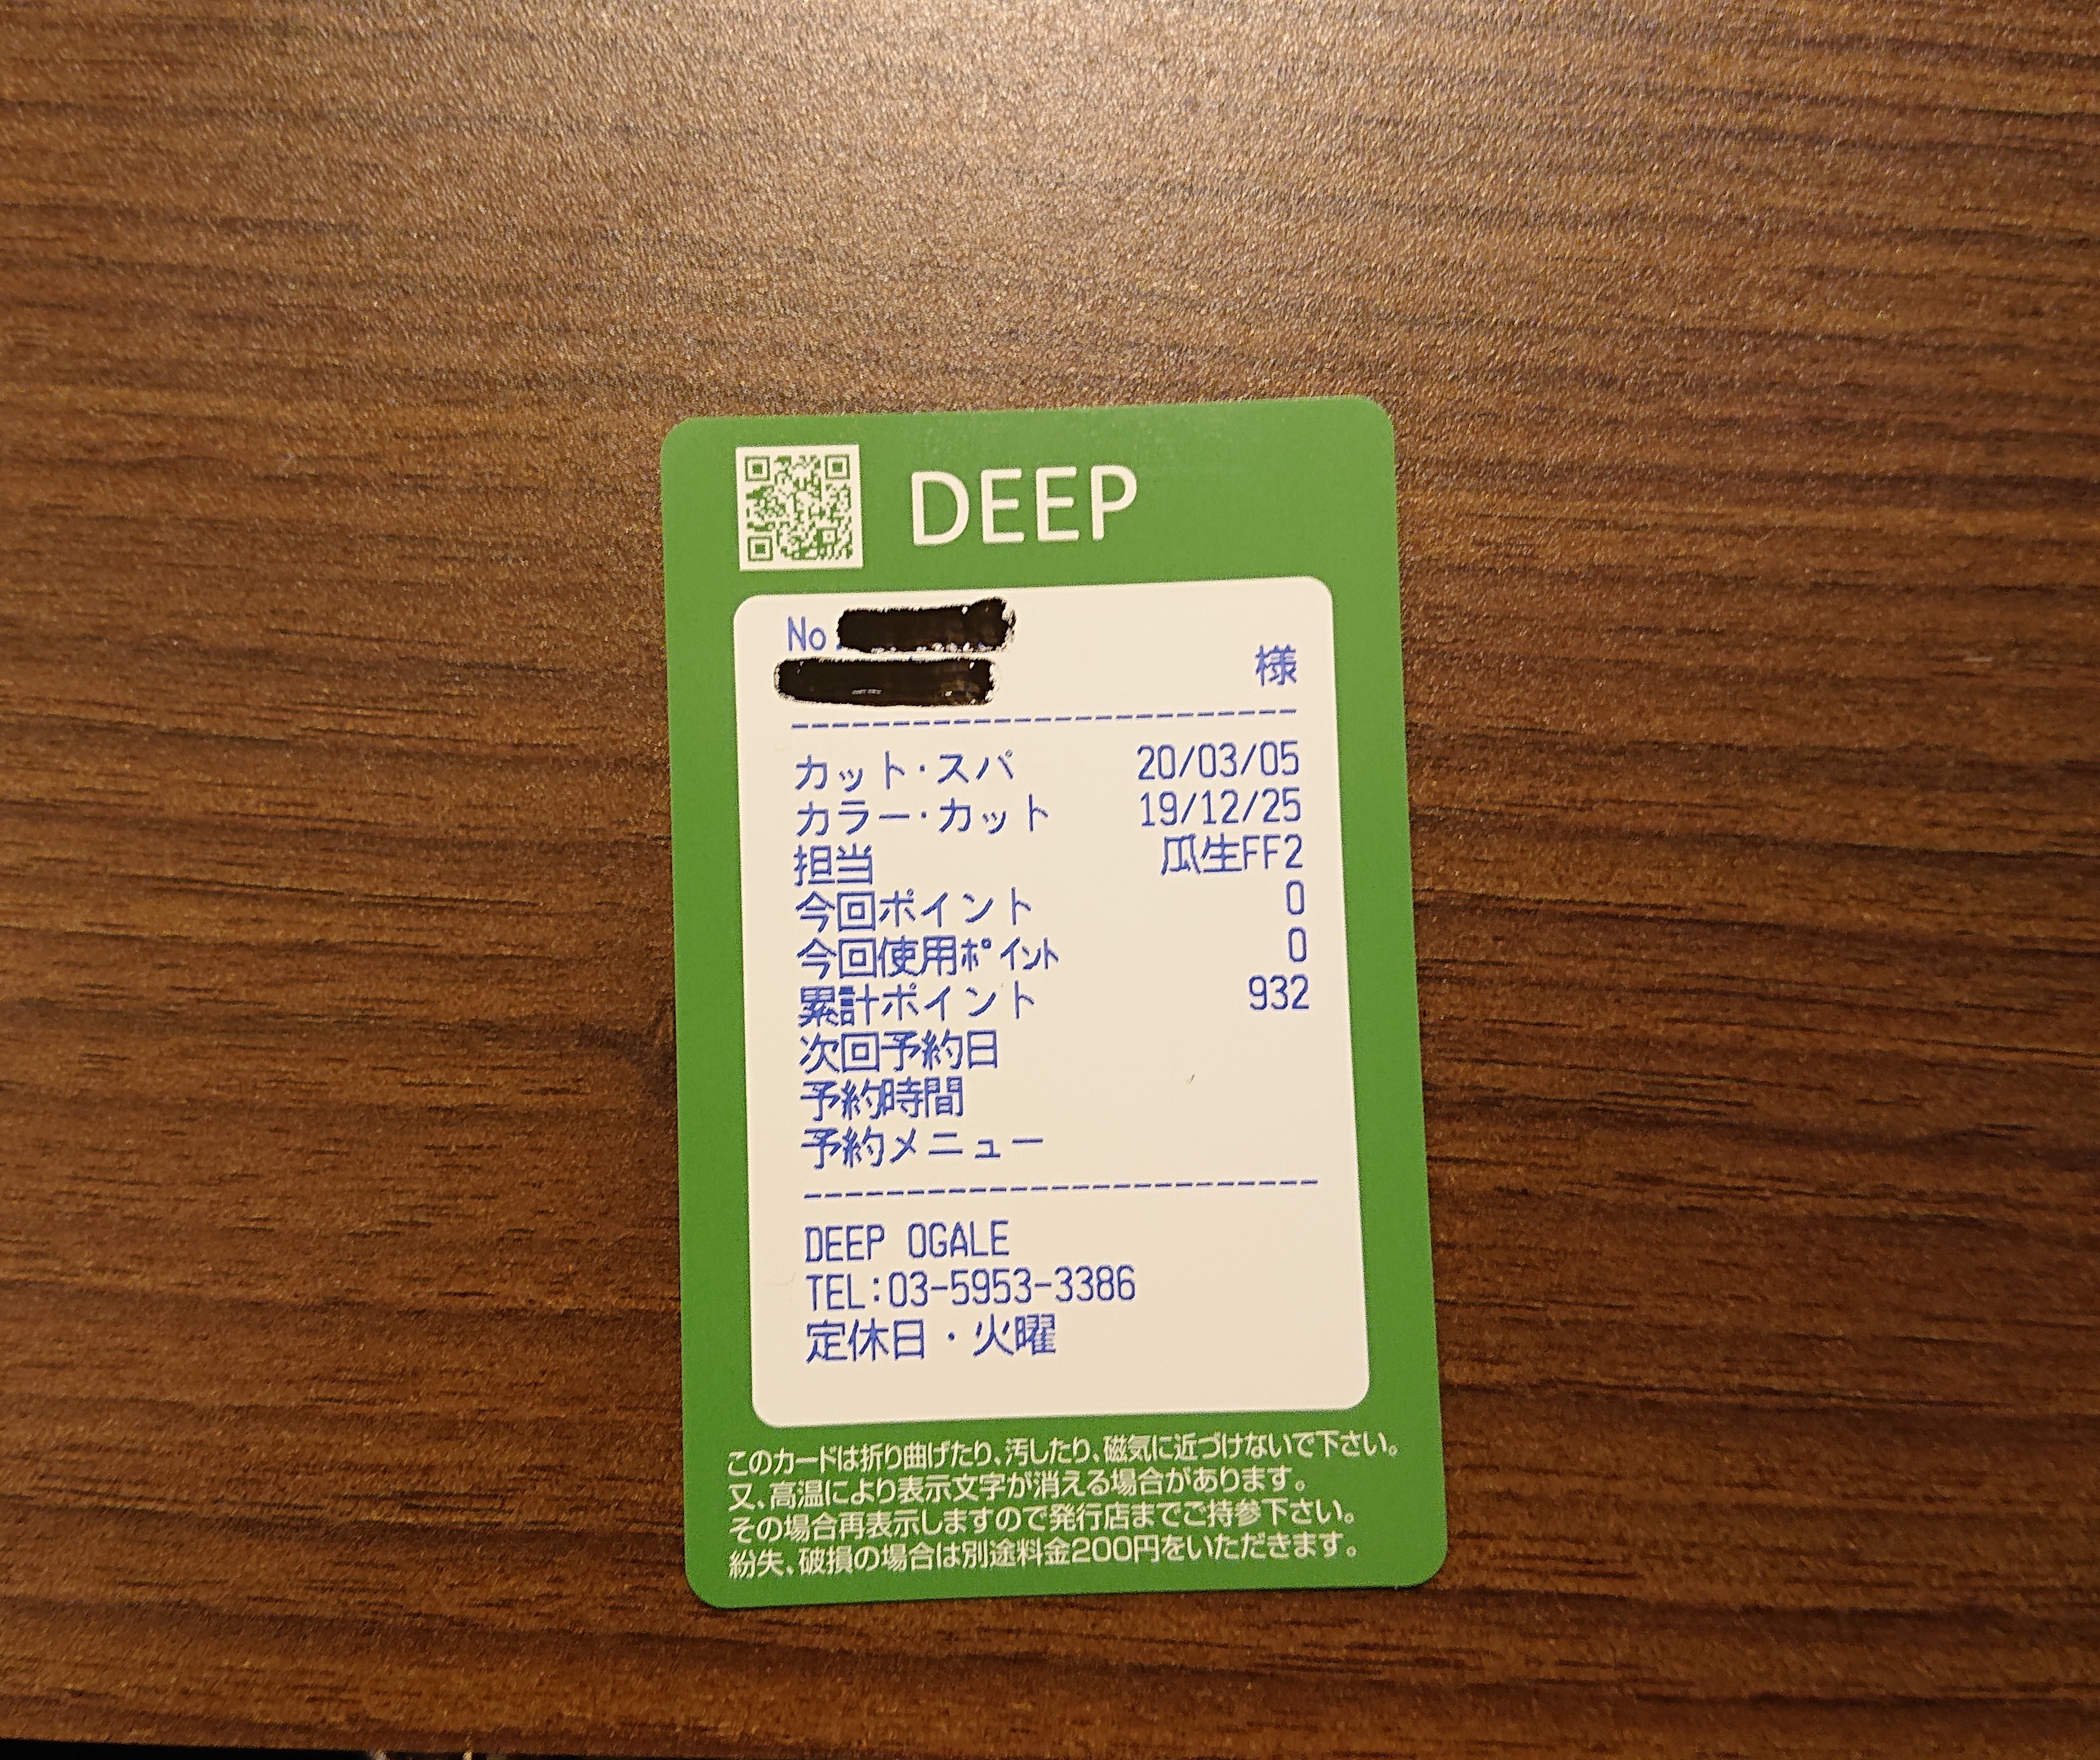 DEEP
No
様
カット・スパ 20/03/05
カラー・カット 19/12/25
担当 瓜生FF2
今回ポイント 0
今回使用ﾎﾟｲﾝﾄ 0
累計ポイント 932
次回予約日
予約時間
予約メニュー
DEEP OGALE
TEL:03-5953-3386
定休日・火曜
このカードは折り曲げたり、汚したり、磁気に近づけないで下さい。
又、高温により表示文字が消える場合があります。
その場合再表示しますので発行店までご持参下さい。
紛失、破損の場合は別途料金200円をいただきます。